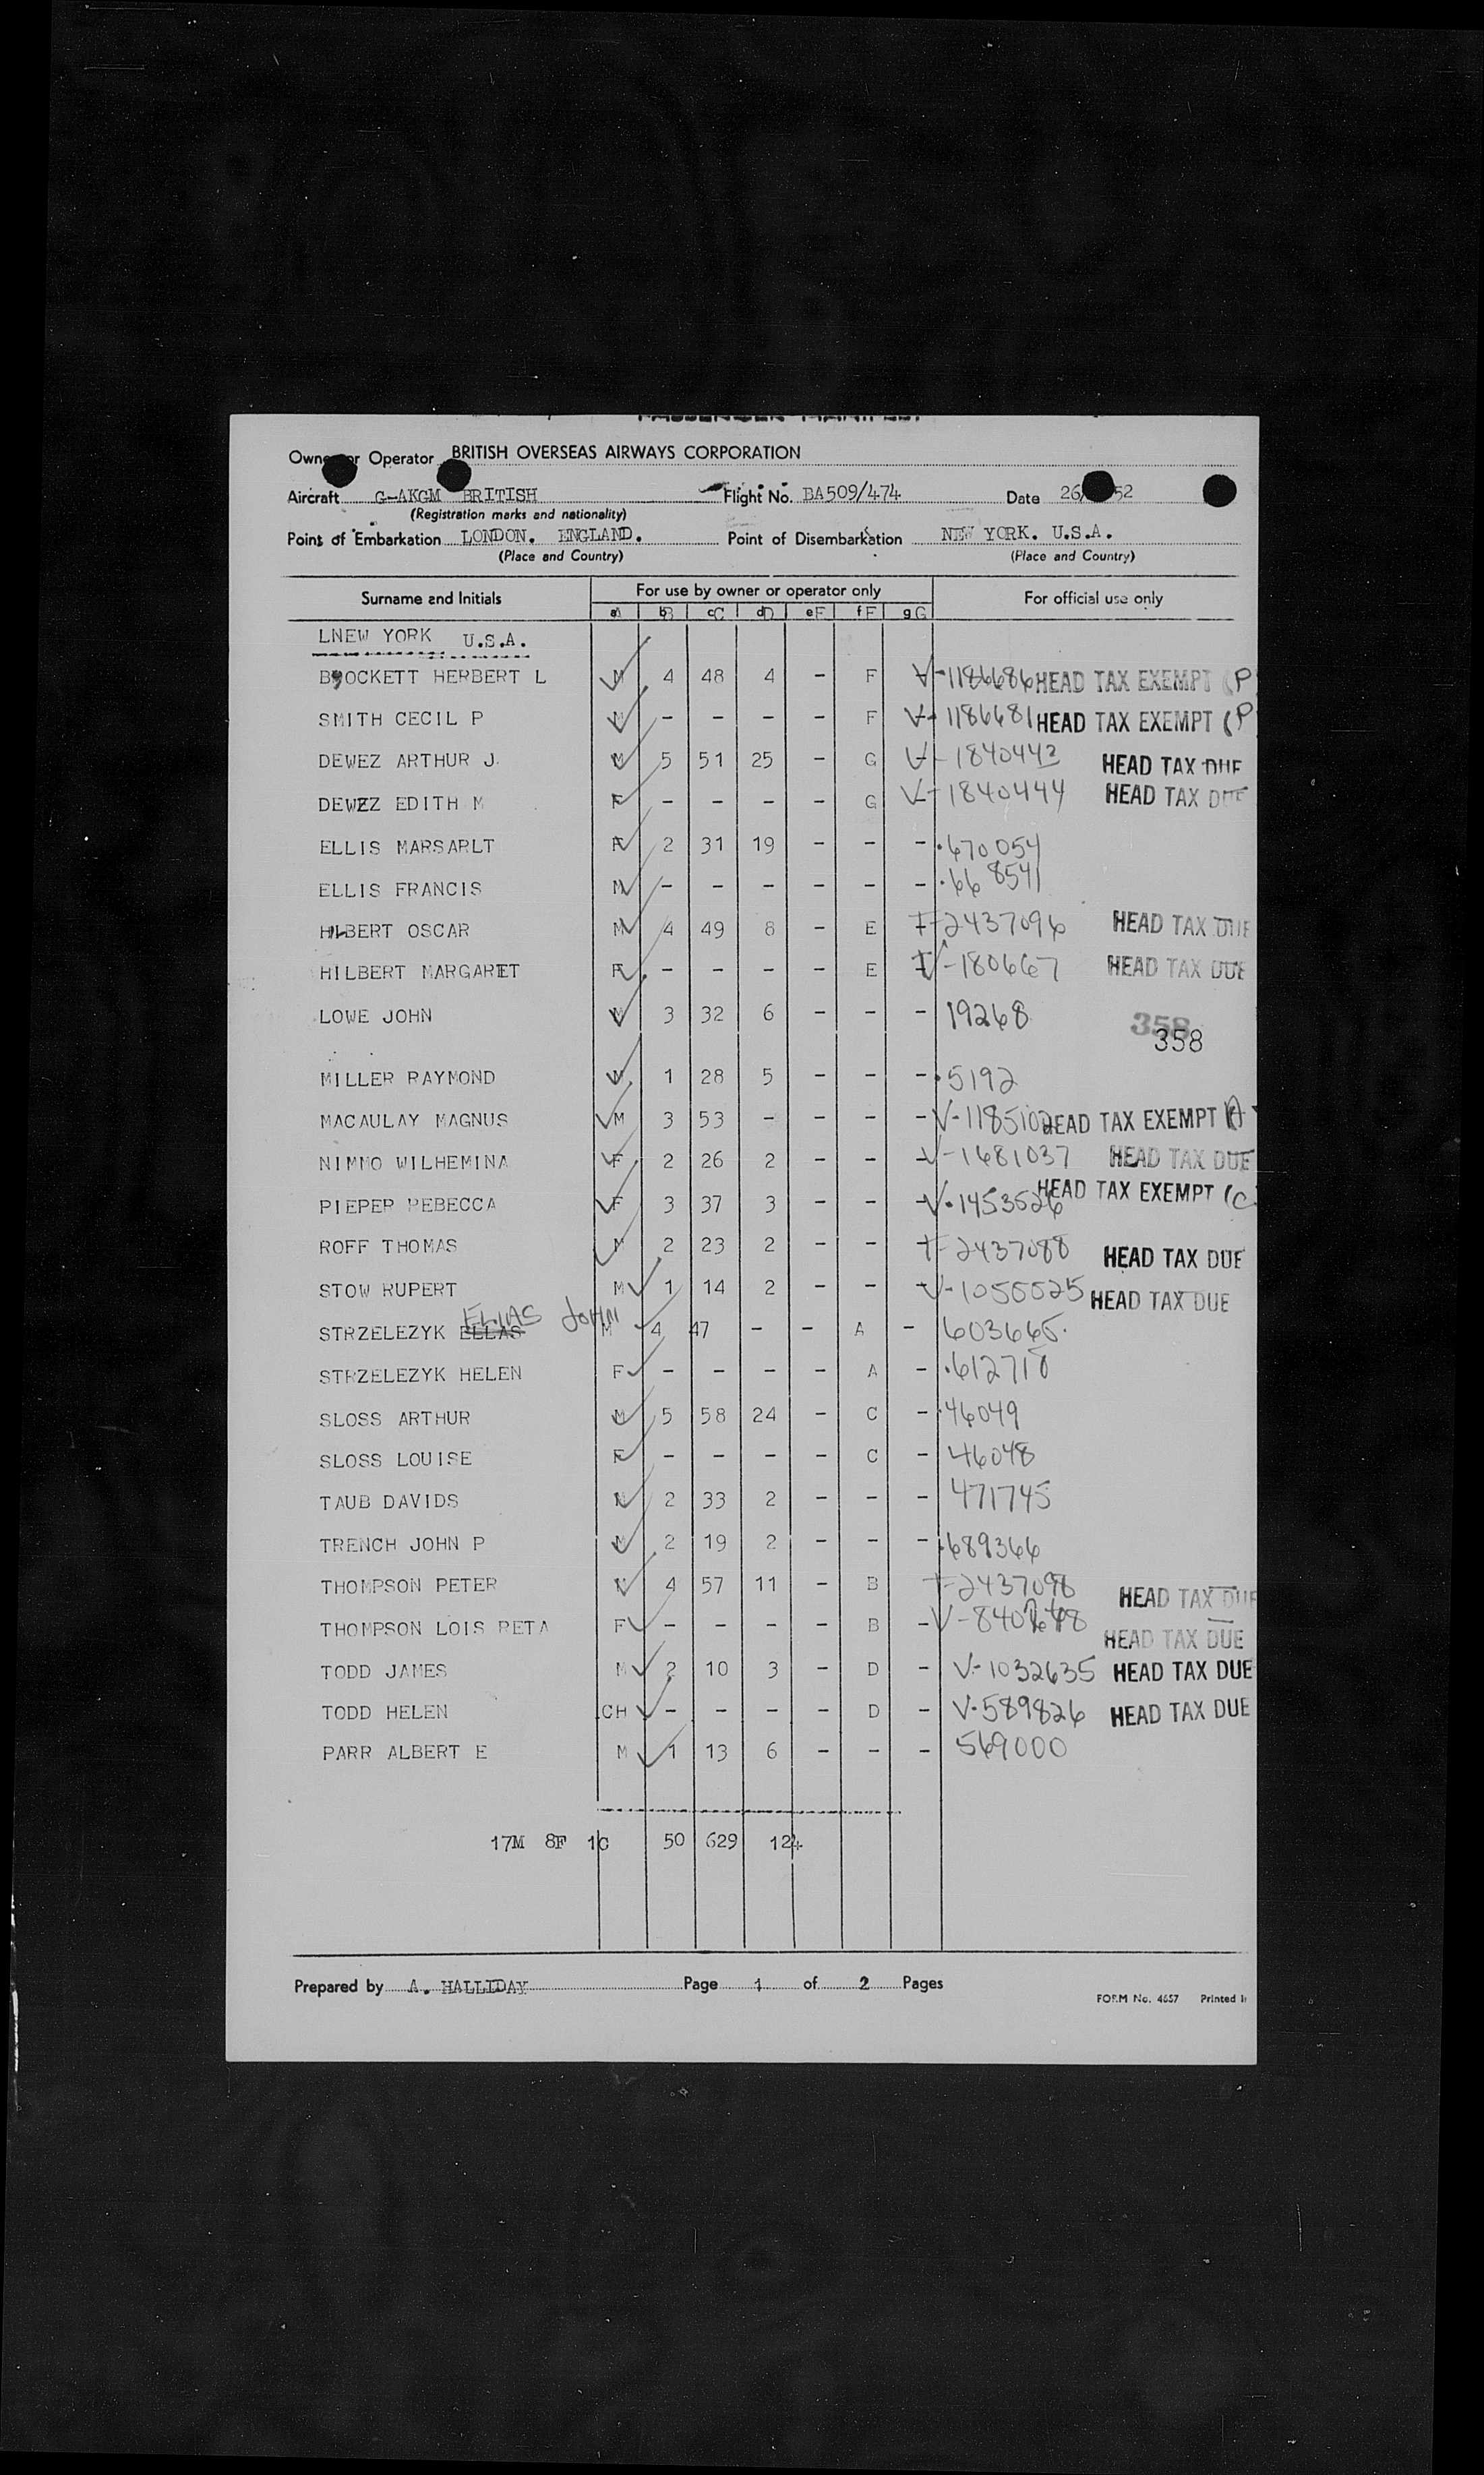 PASSENGER MANIFEST
Owner or Operator BRITISH OVERSEAS AIRWAYS CORPORATION
Aircraft G-AKGM BRITISH Flight No. BA509/474 Date 26/ 52
(Registration marks and nationality)
Point of Embarkation LONDON. ENGLAND. Point of Disembarkation NEW YORK. U.S.A.
(Place and Country) (Place and Country)
Surname and Initials For use by owner or operator only For official use only
a A b B c C d D e E f F g G
LNEW YORK U.S.A.
BROCKETT HERBERT L M 4 48 4 - F V-1186686 HEAD TAX EXEMPT (P
SMITH CECIL P M - - - - F V-1186681 HEAD TAX EXEMPT (P
DEWEZ ARTHUR J. M 5 51 25 - G V-1840443 HEAD TAX DUE
DEWEZ EDITH M F - - - - G V-1840444 HEAD TAX DUE
ELLIS MARSARLT F 2 31 19 - - - 670054
ELLIS FRANCIS M - - - - - - 668541
HILBERT OSCAR M 4 49 8 - E F-2437096 HEAD TAX DUE
HILBERT MARGARET F - - - - E V-180667 HEAD TAX DUE
LOWE JOHN M 3 32 6 - - - 19268
358
358
MILLER RAYMOND M 1 28 5 - - - 5192
MACAULAY MAGNUS M 3 53 - - - - V-1185102 HEAD TAX EXEMPT (A
NIMMO WILHEMINA F 2 26 2 - - - V-1681037 HEAD TAX DUE
PIEPER REBECCA F 3 37 3 - - - V-1453526 HEAD TAX EXEMPT (C
ROFF THOMAS M 2 23 2 - - F-2437088 HEAD TAX DUE
STOW RUPERT M 1 14 2 - - - V-1055525 HEAD TAX DUE
ELIAS JOHN
STRZELEZYK ELLAS M 4 47 - - A - 603665.
STRZELEZYK HELEN F - - - - A - 612718
SLOSS ARTHUR M 5 58 24 - C - 46049
SLOSS LOUISE F - - - - C - 46048
TAUB DAVIDS M 2 33 2 - - - 471745
TRENCH JOHN P M 2 19 2 - - - 689366
THOMPSON PETER M 4 57 11 - B F-2437098 HEAD TAX DUE
THOMPSON LOIS RETA F - - - - B - HEAD TAX DUE
TODD JAMES M 2 10 3 - D - V-1032635 HEAD TAX DUE
TODD HELEN CH - - - - D - V-589826 HEAD TAX DUE
PARR ALBERT E M 1 13 6 - - - 569000
17M 8F 1C 50 629 124
Prepared by A. HALLIDAY Page 1 of 2 Pages
FORM No. 4657 Printed